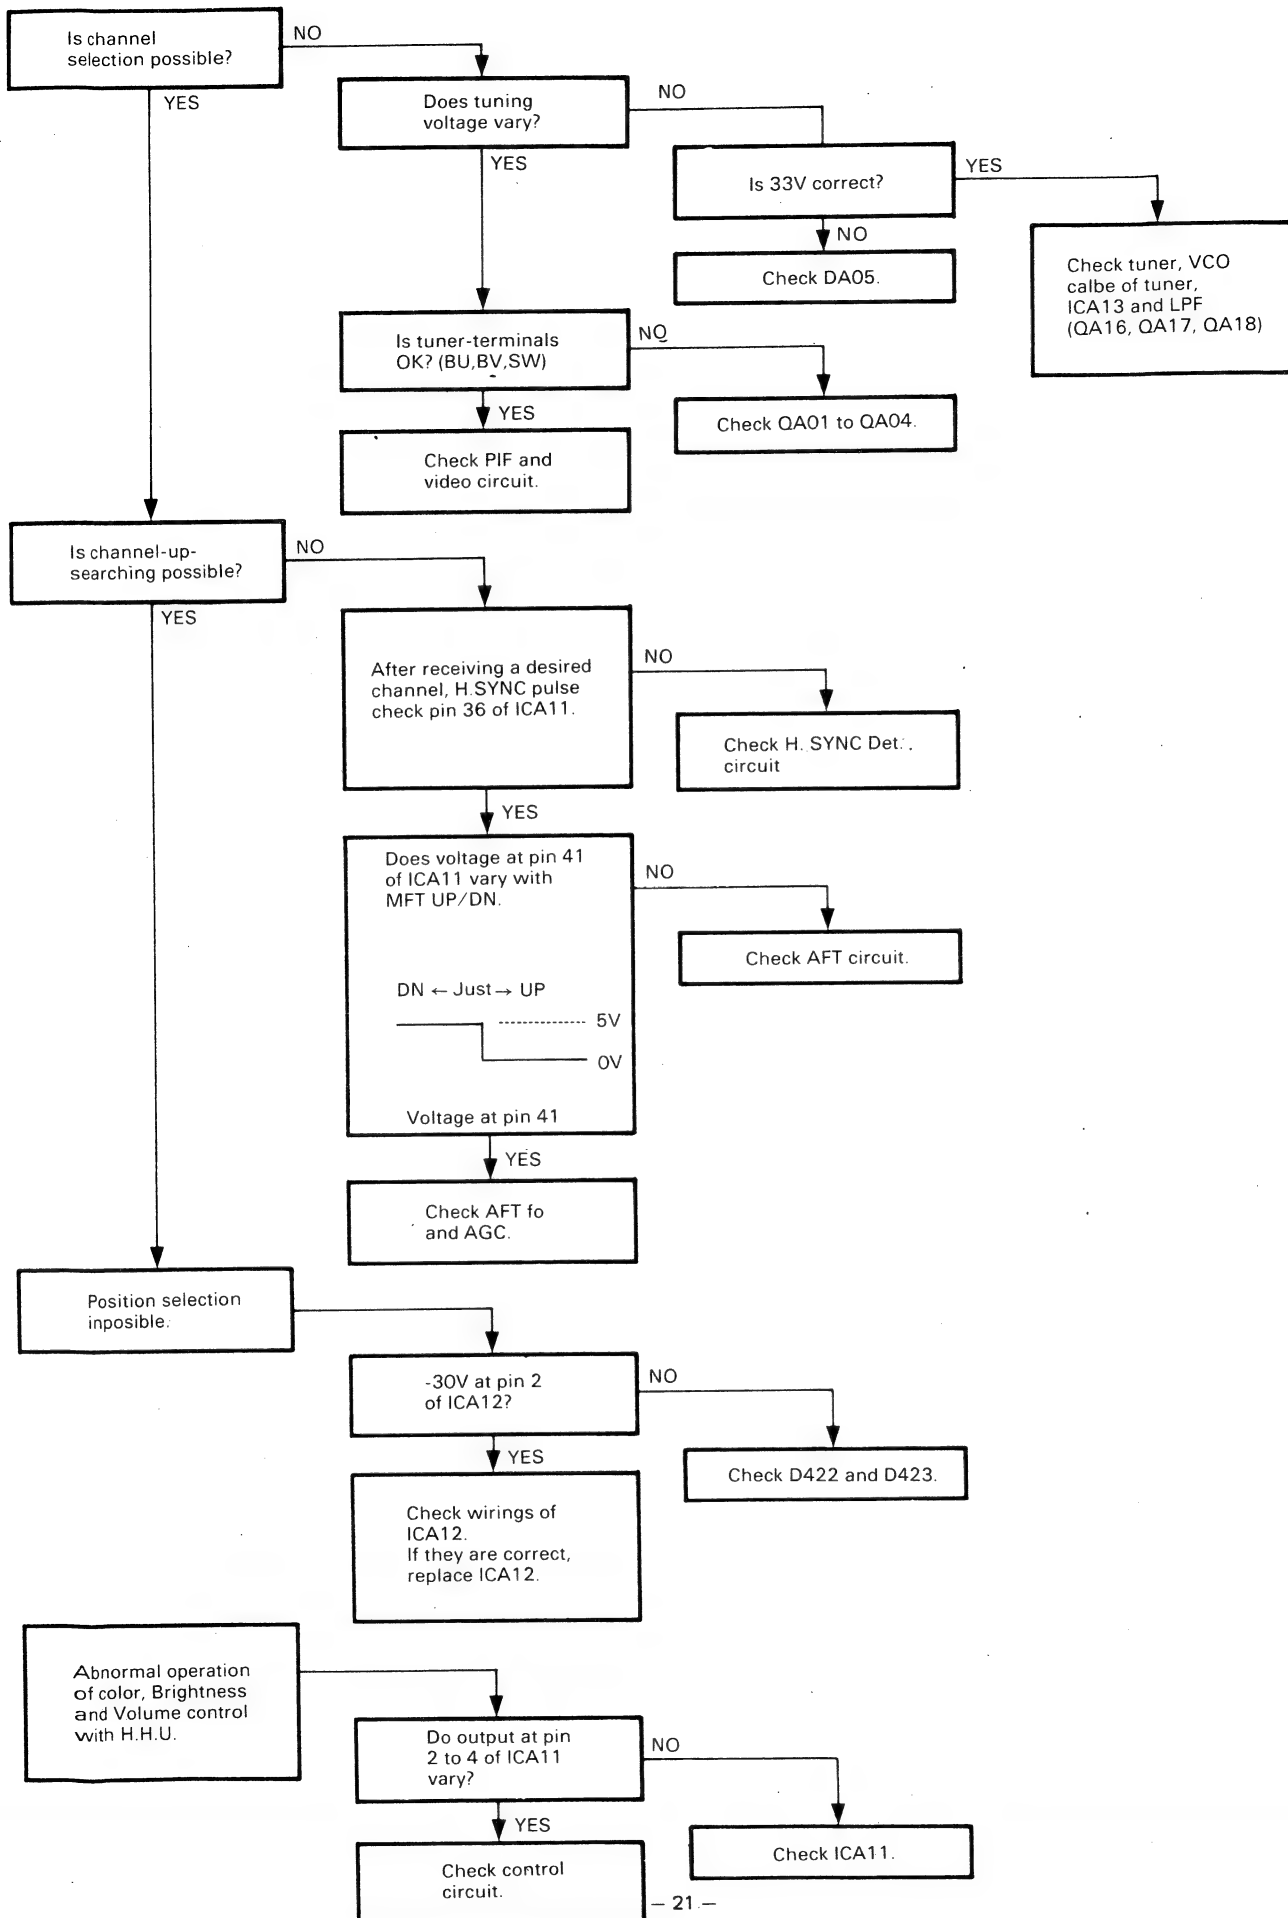 Is channel
selection possible?
NO
YES
Does tuning
voltage vary?
NO
YES
Is 33V correct?
YES
NO
Check DA05.
Check tuner, VCO
calbe of tuner,
ICA13 and LPF
(QA16, QA17, QA18)
Is tuner-terminals
OK? (BU,BV,SW)
NO
YES
Check QA01 to QA04.
Check PIF and
video circuit.
Is channel-up-
searching possible?
NO
YES
After receiving a desired
channel, H.SYNC pulse
check pin 36 of ICA11.
NO
YES
Check H. SYNC Det.
circuit
Does voltage at pin 41
of ICA11 vary with
MFT UP/DN.
DN ← Just → UP
5V
0V
Voltage at pin 41
NO
YES
Check AFT circuit.
Check AFT fo
and AGC.
Position selection
inposible.
-30V at pin 2
of ICA12?
NO
YES
Check D422 and D423.
Check wirings of
ICA12.
If they are correct,
replace ICA12.
Abnormal operation
of color, Brightness
and Volume control
with H.H.U.
Do output at pin
2 to 4 of ICA11
vary?
NO
YES
Check ICA11.
Check control
circuit.
– 21 –